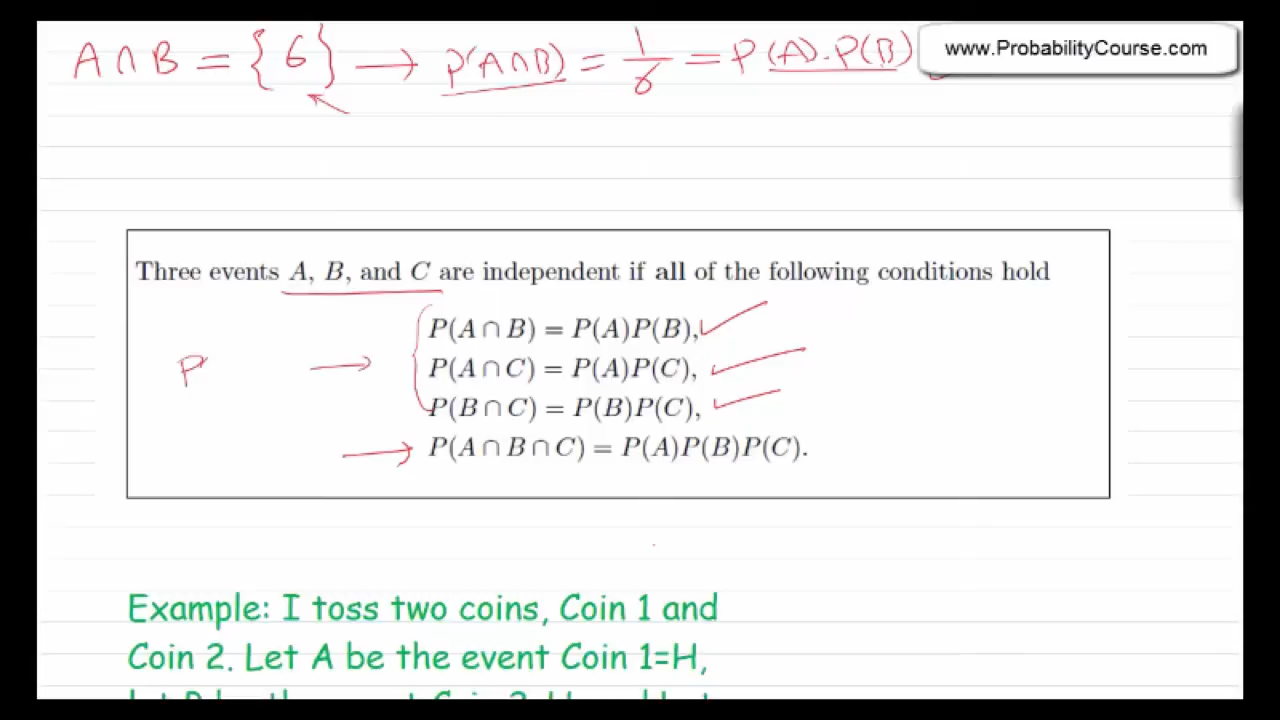 www.ProbabilityCourse.com
A ∩ B = {6} → P(A∩B) = 1/6 = P(A).P(B)
Three events A, B, and C are independent if all of the following conditions hold
P(A ∩ B) = P(A)P(B),
P(A ∩ C) = P(A)P(C),
P
P(B ∩ C) = P(B)P(C),
P(A ∩ B ∩ C) = P(A)P(B)P(C).
Example: I toss two coins, Coin 1 and
Coin 2. Let A be the event Coin 1=H,